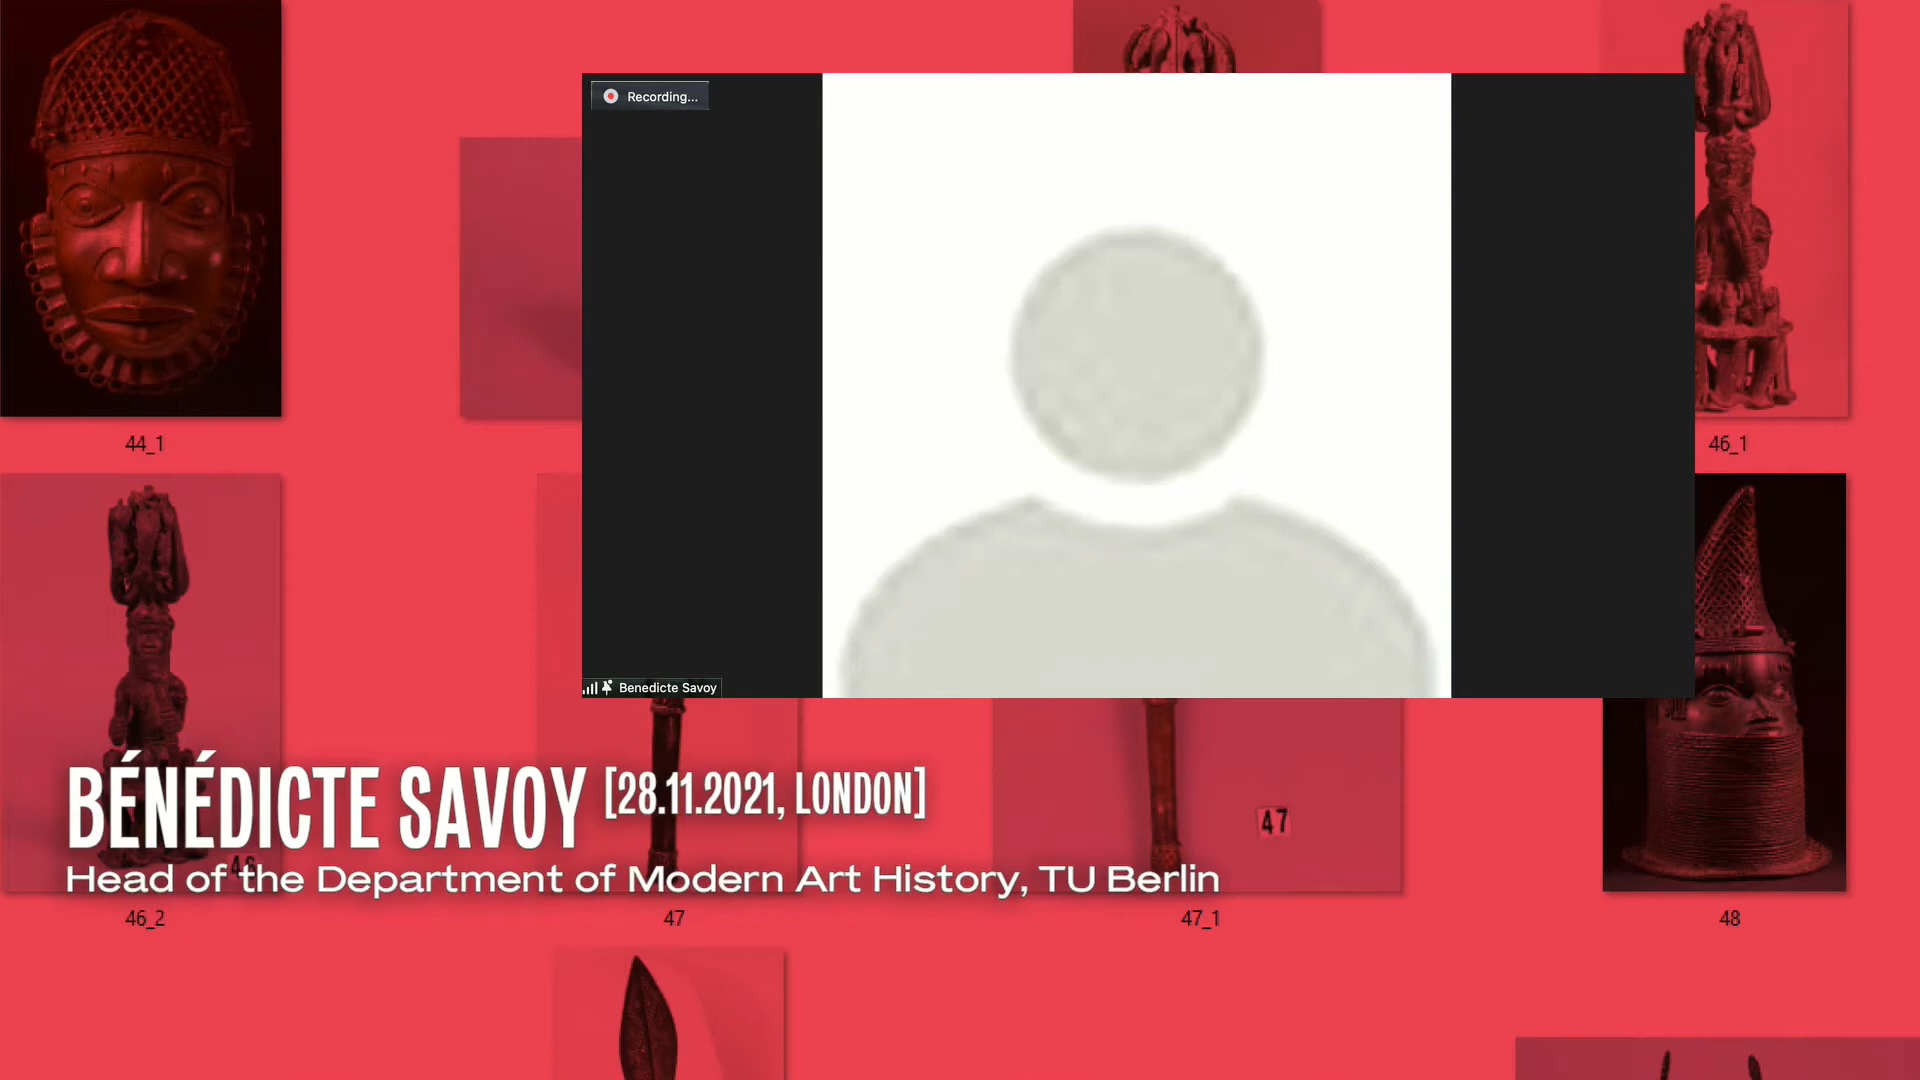 Recording...
44_1
46_1
Benedicte Savoy
BÉNÉDICTE SAVOY [28.11.2021, LONDON]
47
46
Head of the Department of Modern Art History, TU Berlin
46_2
47
47_1
48